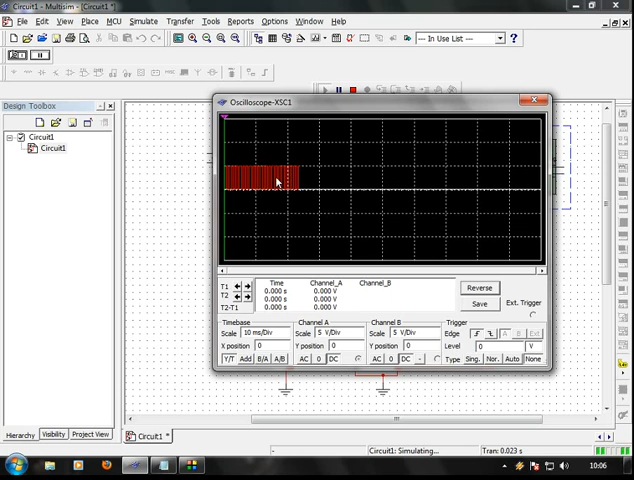 Circuit1 - Multisim - [Circuit1 *]
File Edit View Place MCU Simulate Transfer Tools Reports Options Window Help
--- In Use List ---
Design Toolbox
Circuit1
Circuit1
Oscilloscope-XSC1
Time Channel_A Channel_B
T1 0.000 s 0.000 V
T2 0.000 s 0.000 V
T2-T1 0.000 s 0.000 V
Reverse
Save
Ext. Trigger
Timebase Channel A Channel B Trigger
Scale 10 ms/Div Scale 5 V/Div Scale 5 V/Div Edge: A B Ext
X position 0 Y position 0 Y position 0 Level 0 V
Y/T Add B/A A/B AC 0 DC AC 0 DC - Type Sing. Nor. Auto None
Hierarchy Visibility Project View
Circuit1 *
- Circuit1: Simulating... Tran: 0.023 s
10:06